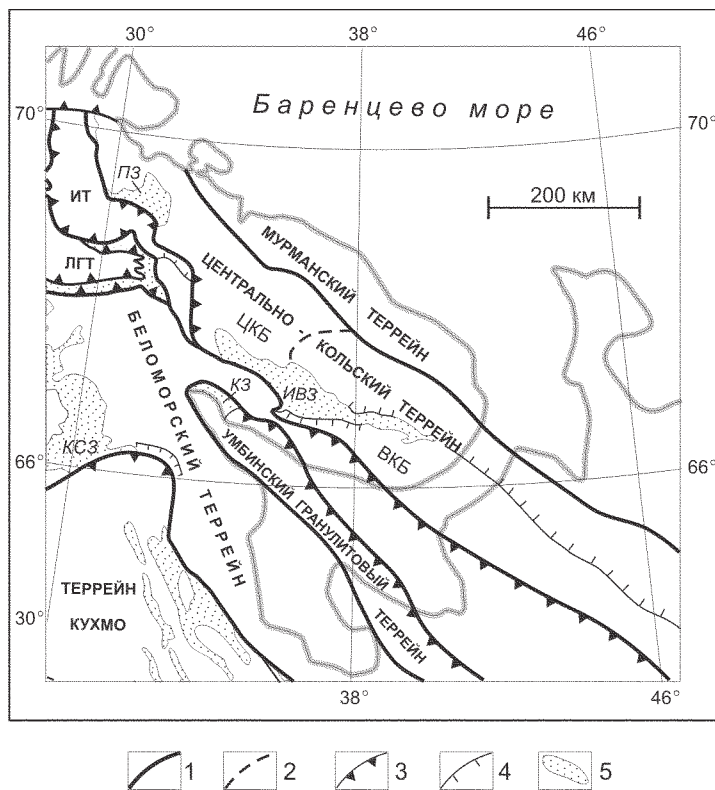 30°
38°
46°
70°
70°
Баренцево море
ПЗ
ИТ
200 км
ЛГТ
МУРМАНСКИЙ ТЕРРЕЙН
ЦЕНТРАЛЬНО-
КОЛЬСКИЙ ТЕРРЕЙН
ЦКБ
БЕЛОМОРСКИЙ ТЕРРЕЙН
КЗ
ИВЗ
КСЗ
ВКБ
66°
66°
УМБИНСКИЙ ГРАНУЛИТОВЫЙ ТЕРРЕЙН
ТЕРРЕЙН
КУХМО
30°
38°
46°
1
2
3
4
5